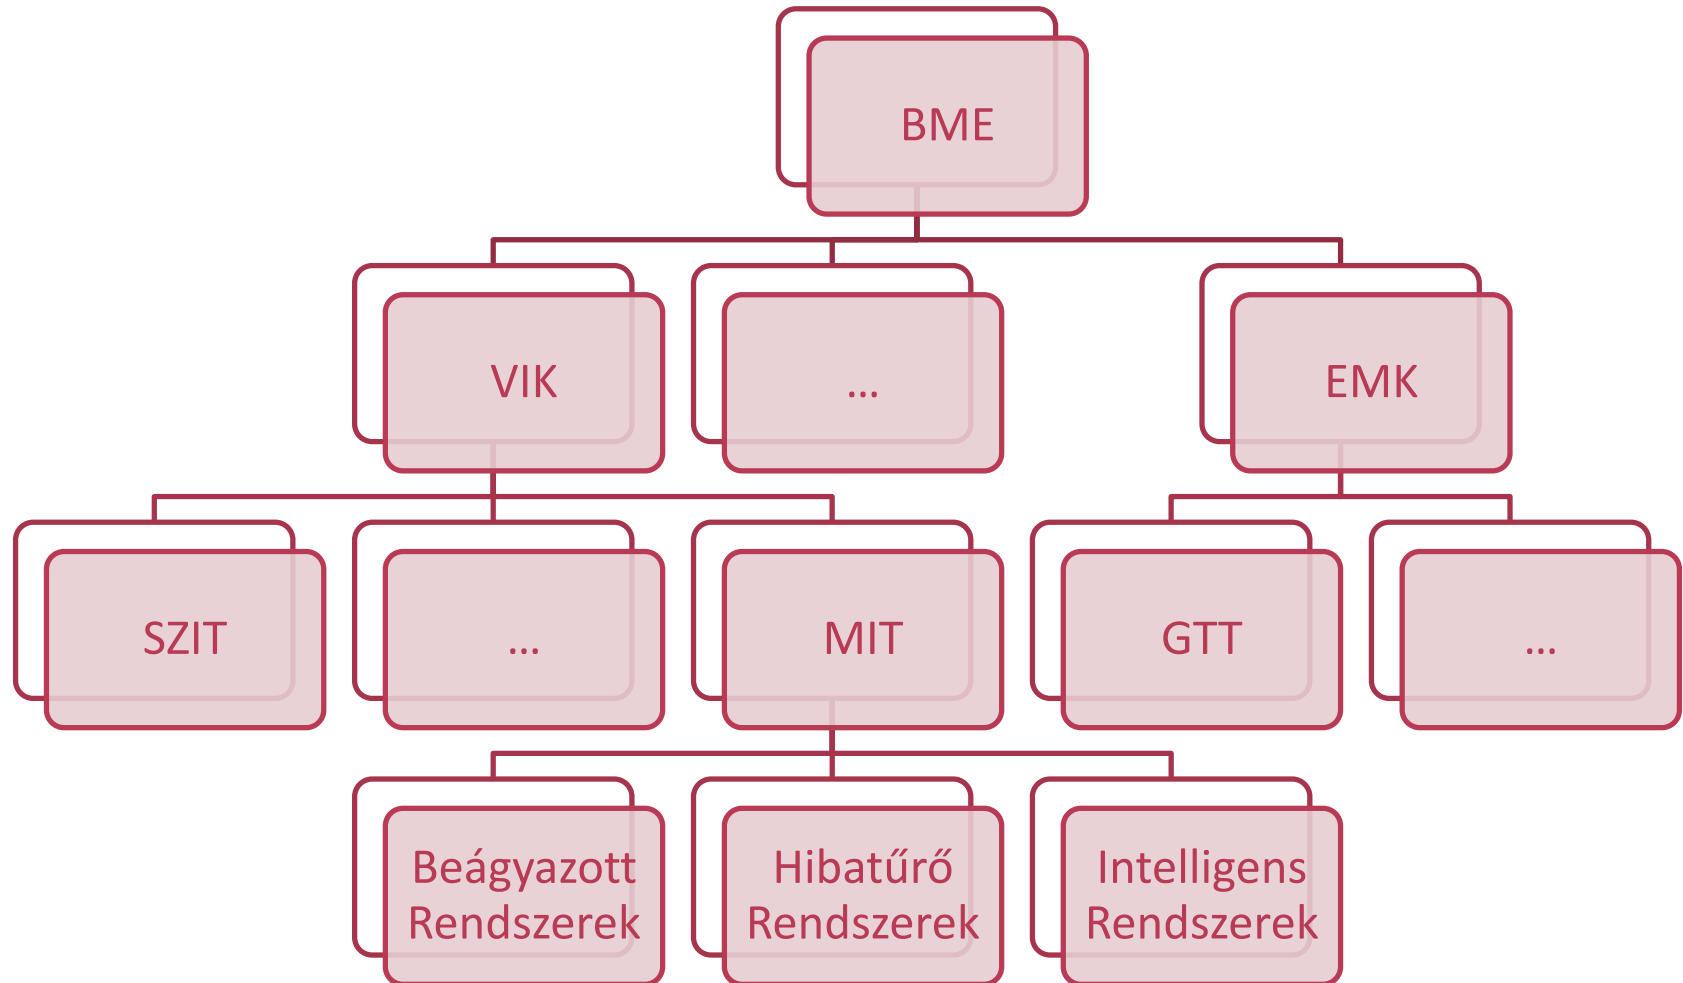 BME
VIK
...
EMK
SZIT
...
MIT
GTT
...
Beágyazott
Rendszerek
Hibatűrő
Rendszerek
Intelligens
Rendszerek